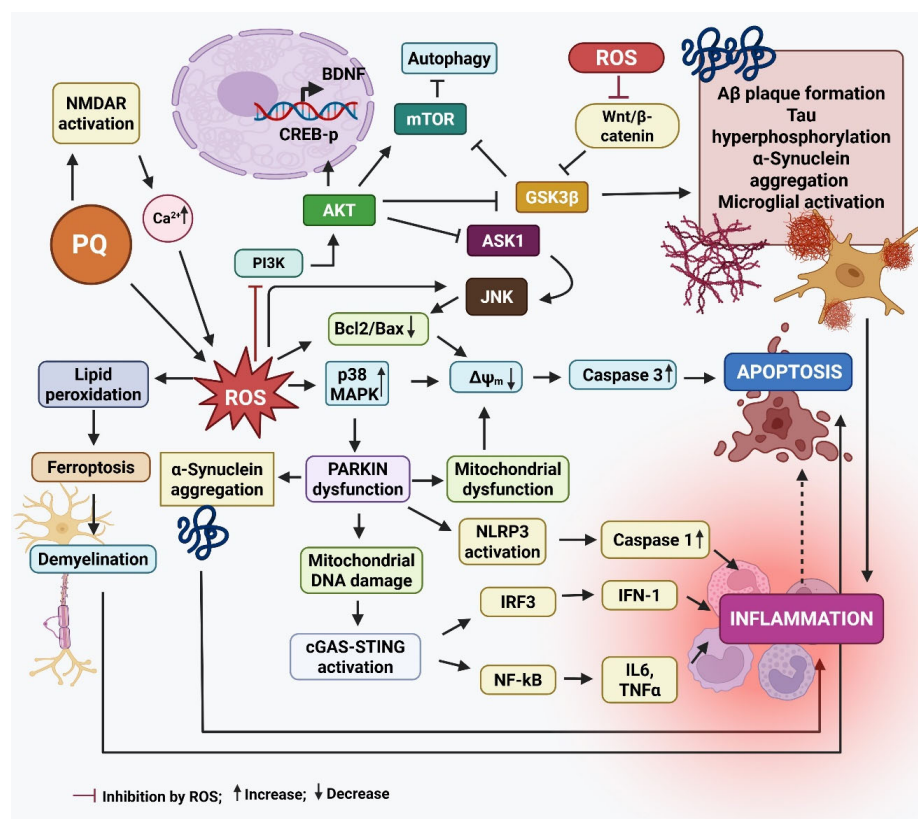 BDNF
CREB-p
NMDAR
activation
Ca²⁺
PQ
Autophagy
mTOR
AKT
PI3K
ROS
Wnt/β-
catenin
GSK3β
ASK1
JNK
Aβ plaque formation
Tau
hyperphosphorylation
α-Synuclein
aggregation
Microglial activation
Bcl2/Bax
Lipid
peroxidation
ROS
p38
MAPK
Δψm
Caspase 3
APOPTOSIS
Ferroptosis
α-Synuclein
aggregation
PARKIN
dysfunction
Mitochondrial
dysfunction
Demyelination
NLRP3
activation
Caspase 1
Mitochondrial
DNA damage
IRF3
IFN-1
INFLAMMATION
cGAS-STING
activation
NF-kB
IL6,
TNFα
Inhibition by ROS; ↑ Increase; ↓ Decrease